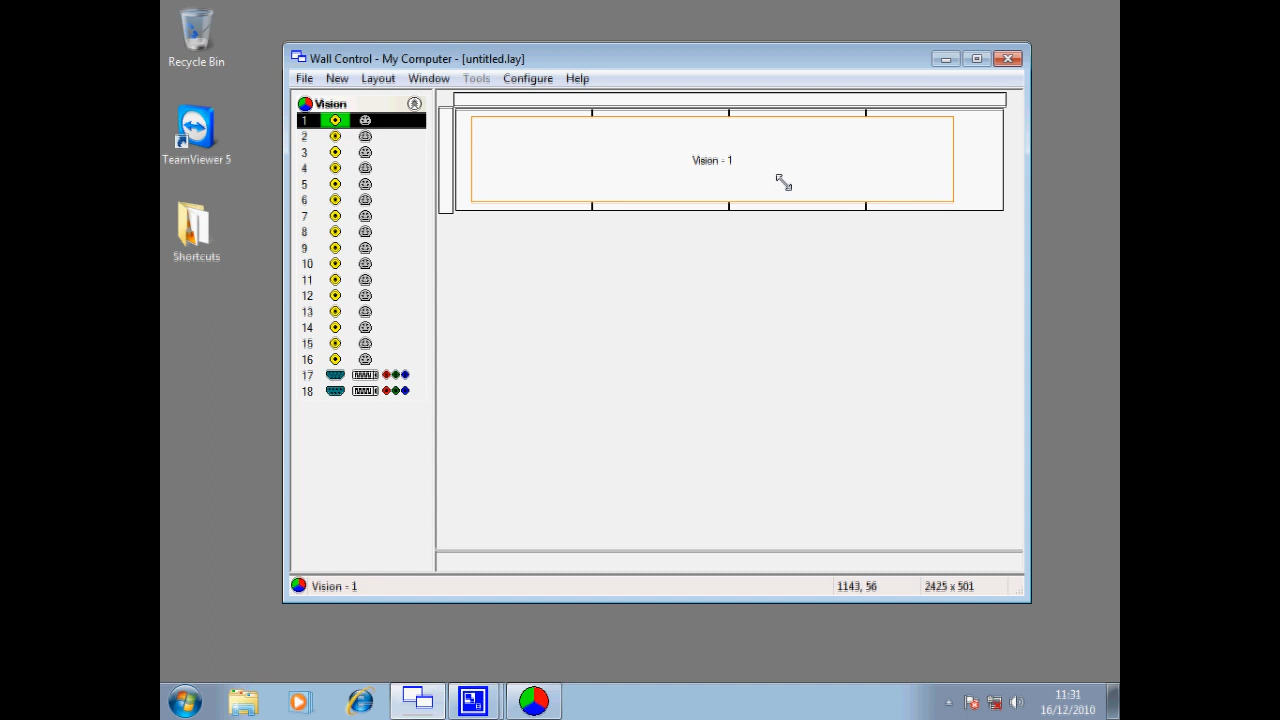 Recycle Bin
TeamViewer 5
Shortcuts
Wall Control - My Computer - [untitled.lay]
File New Layout Window Tools Configure Help
Vision
1
2
3
4
5
6
7
8
9
10
11
12
13
14
15
16
17
18
Vision - 1
Vision - 1 1143, 56 2425 x 501
11:31
16/12/2010